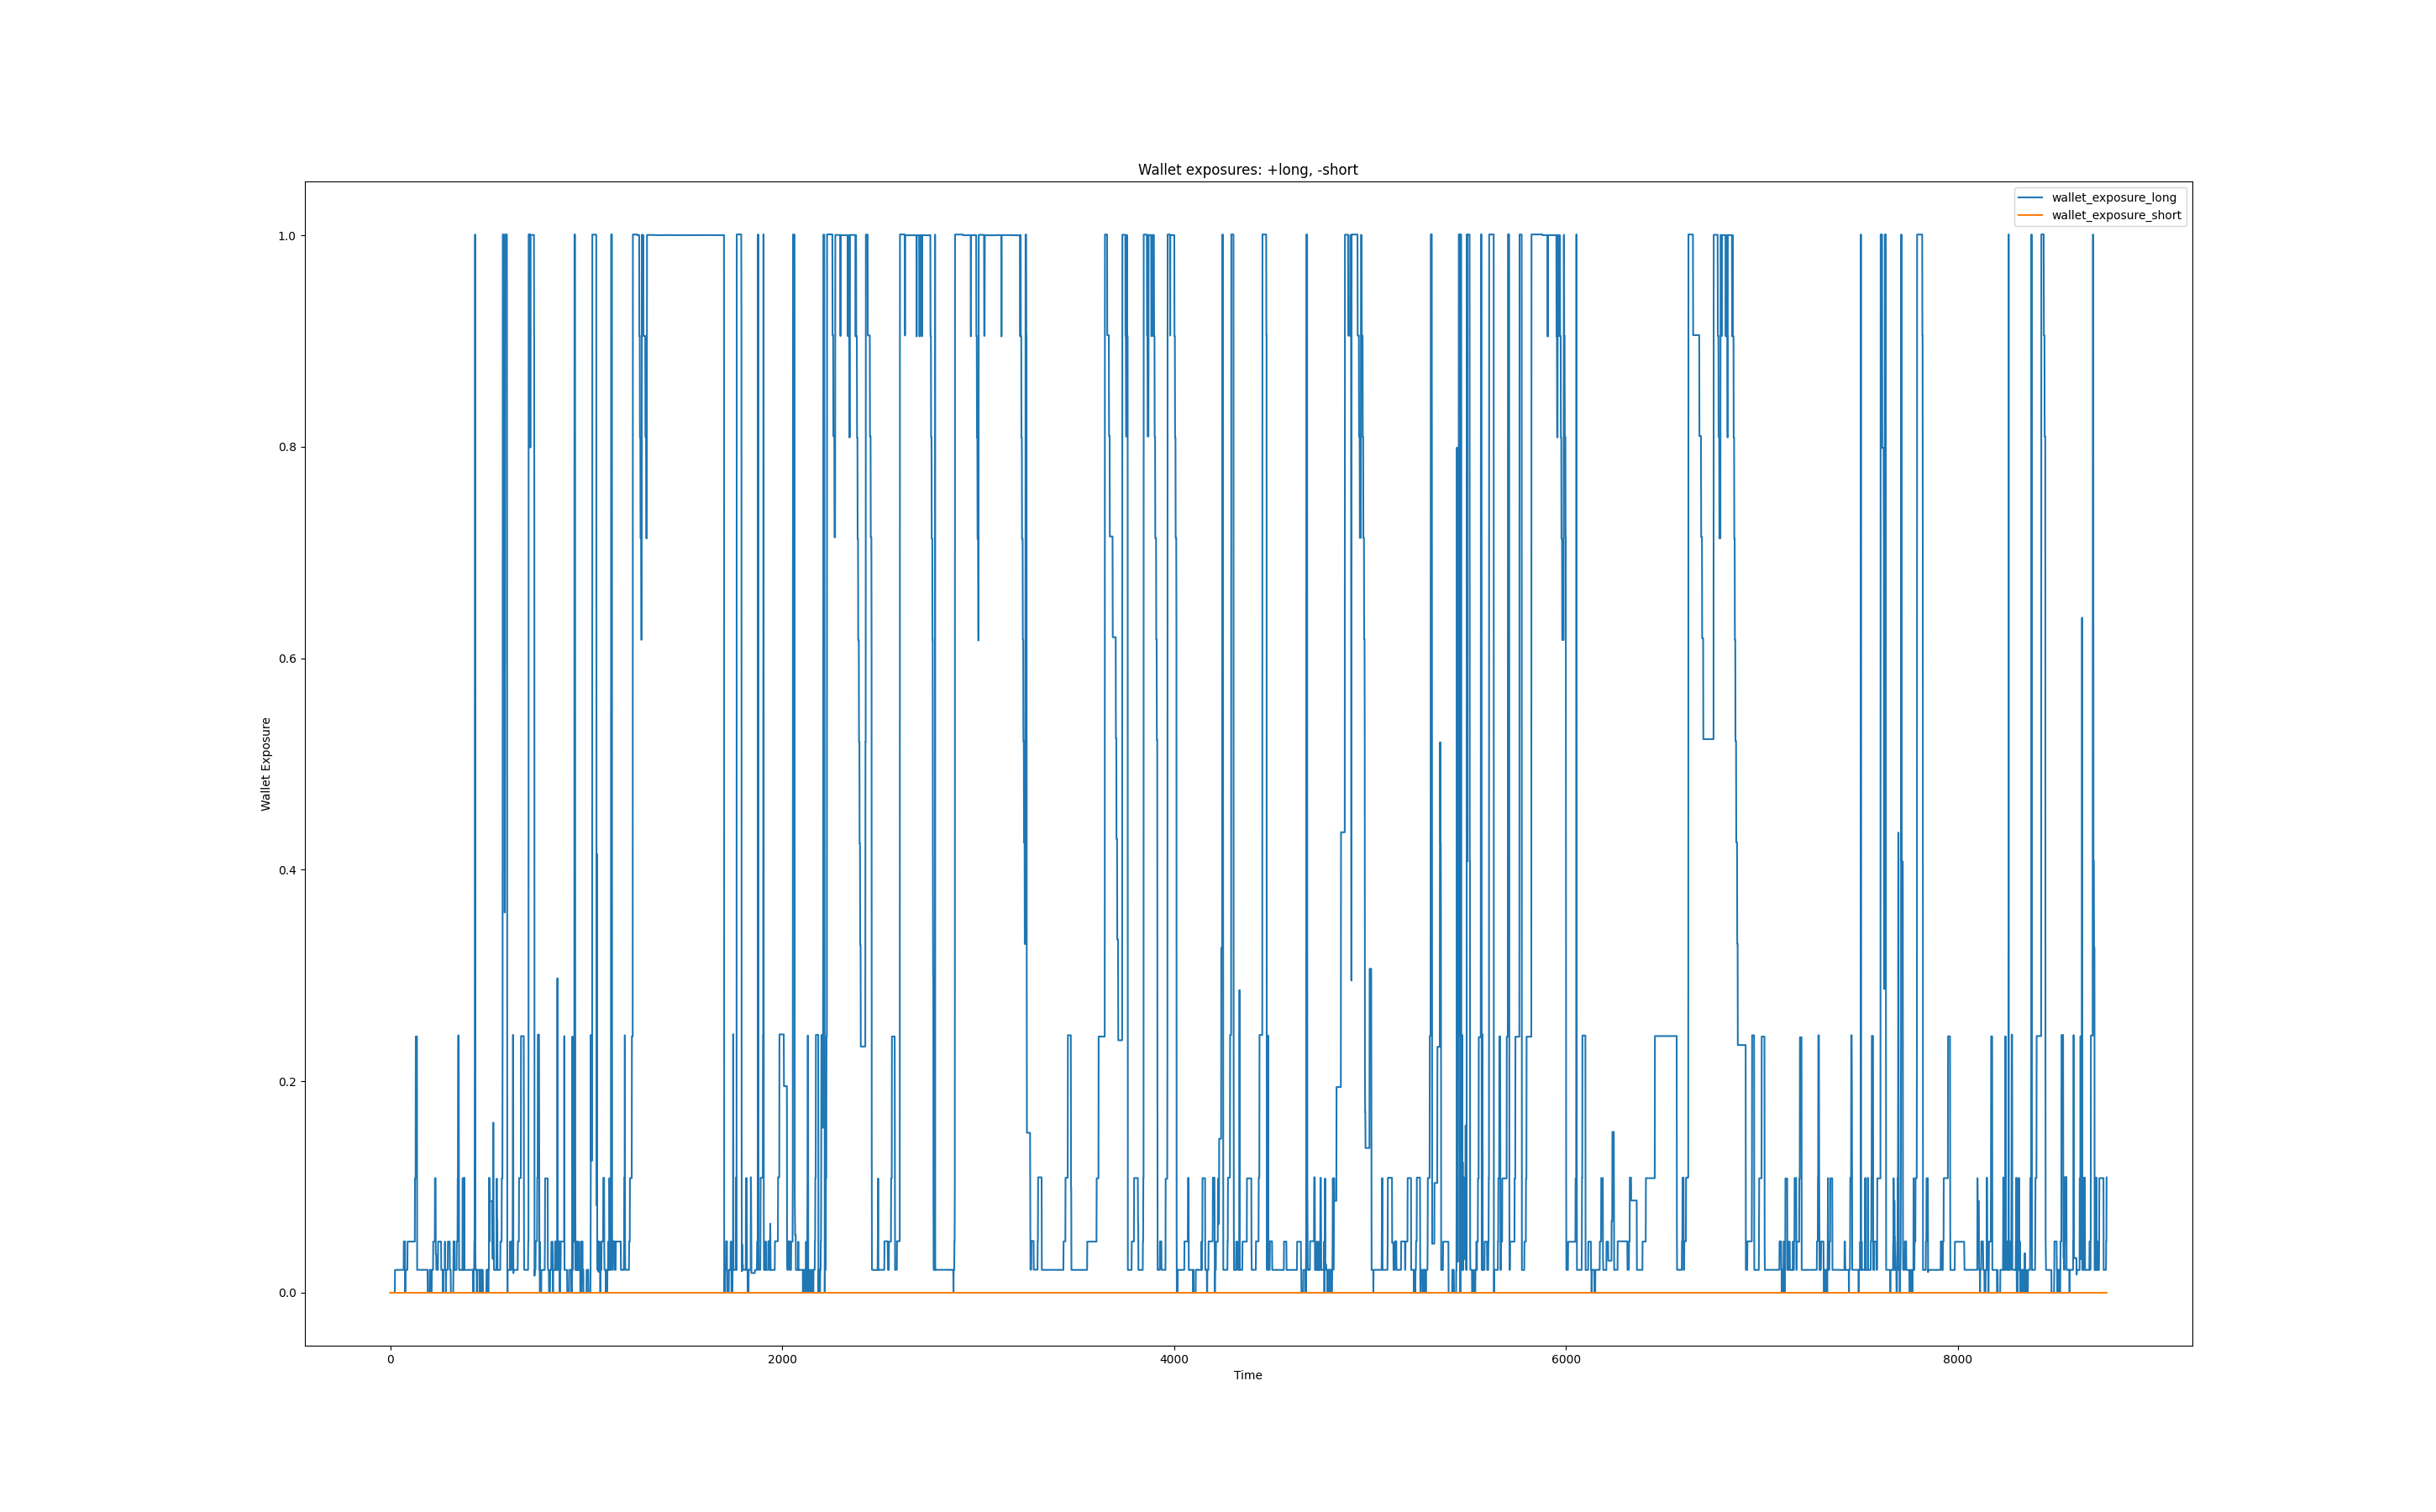 Wallet exposures: +long, -short
wallet_exposure_long
wallet_exposure_short
1.0
0.8
0.6
0.4
0.2
0.0
Wallet Exposure
0 2000 4000 6000 8000
Time